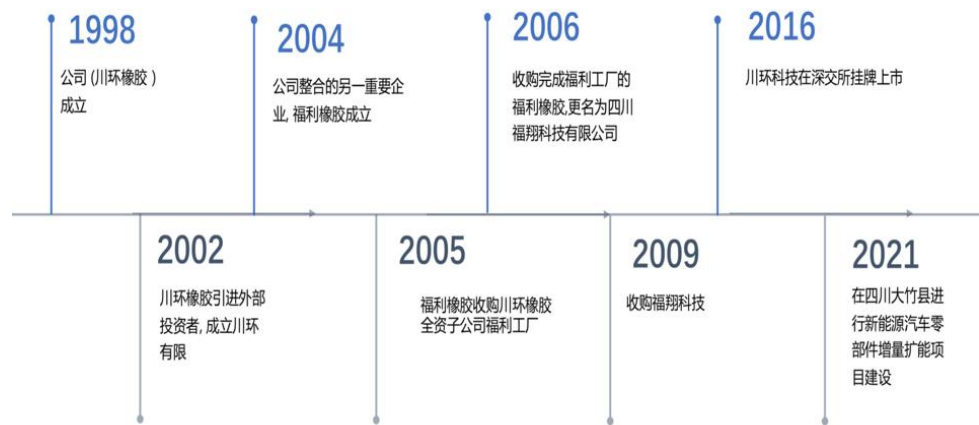 1998
公司 (川环橡胶 )
成立
2002
川环橡胶引进外部
投资者, 成立川环
有限
2004
公司整合的另一重要企
业, 福利橡胶成立
2005
福利橡胶收购川环橡胶
全资子公司福利工厂
2006
收购完成福利工厂的
福利橡胶,更名为四川
福翔科技有限公司
2009
收购福翔科技
2016
川环科技在深交所挂牌上市
2021
在四川大竹县进
行新能源汽车零
部件增量扩能项
目建设